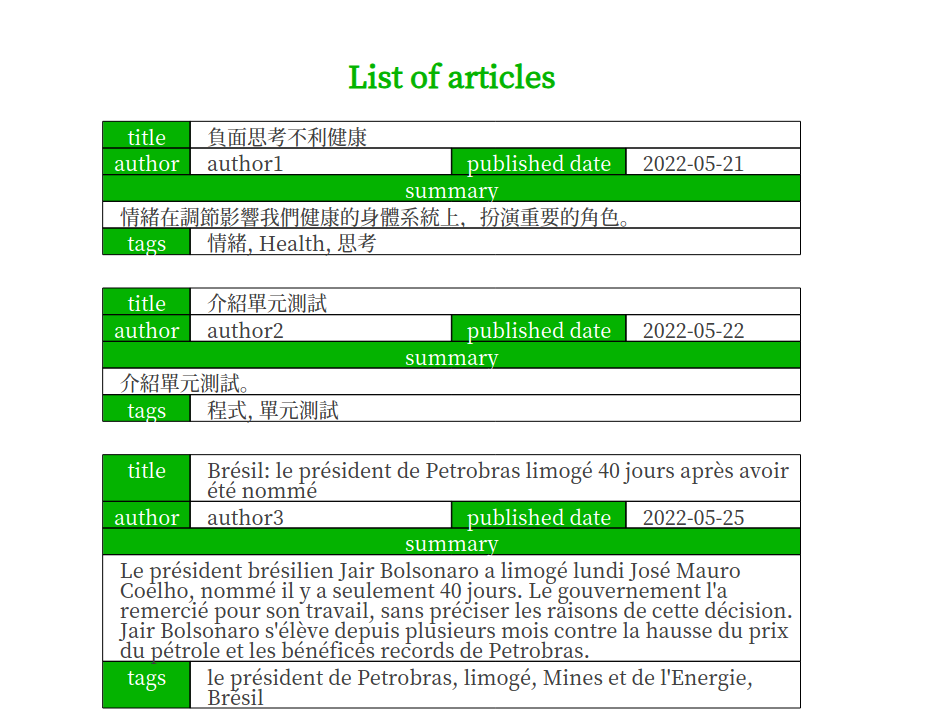 List of articles
title 負面思考不利健康
author author1 published date 2022-05-21
summary
情緒在調節影響我們健康的身體系統上，扮演重要的角色。
tags 情緒, Health, 思考
title 介紹單元測試
author author2 published date 2022-05-22
summary
介紹單元測試。
tags 程式, 單元測試
title Brésil: le président de Petrobras limogé 40 jours après avoir
été nommé
author author3 published date 2022-05-25
summary
Le président brésilien Jair Bolsonaro a limogé lundi José Mauro
Coelho, nommé il y a seulement 40 jours. Le gouvernement l'a
remercié pour son travail, sans préciser les raisons de cette décision.
Jair Bolsonaro s'élève depuis plusieurs mois contre la hausse du prix
du pétrole et les bénéfices records de Petrobras.
tags le président de Petrobras, limogé, Mines et de l'Energie,
Brésil